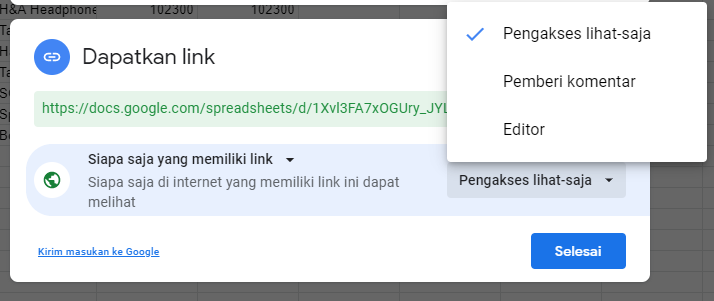 H&A Headphone 102300 102300
Dapatkan link
Pengakses lihat-saja
Pemberi komentar
Editor
https://docs.google.com/spreadsheets/d/1Xvl3FA7xOGUry_JYL
Siapa saja yang memiliki link
Siapa saja di internet yang memiliki link ini dapat
melihat
Pengakses lihat-saja
Kirim masukan ke Google
Selesai